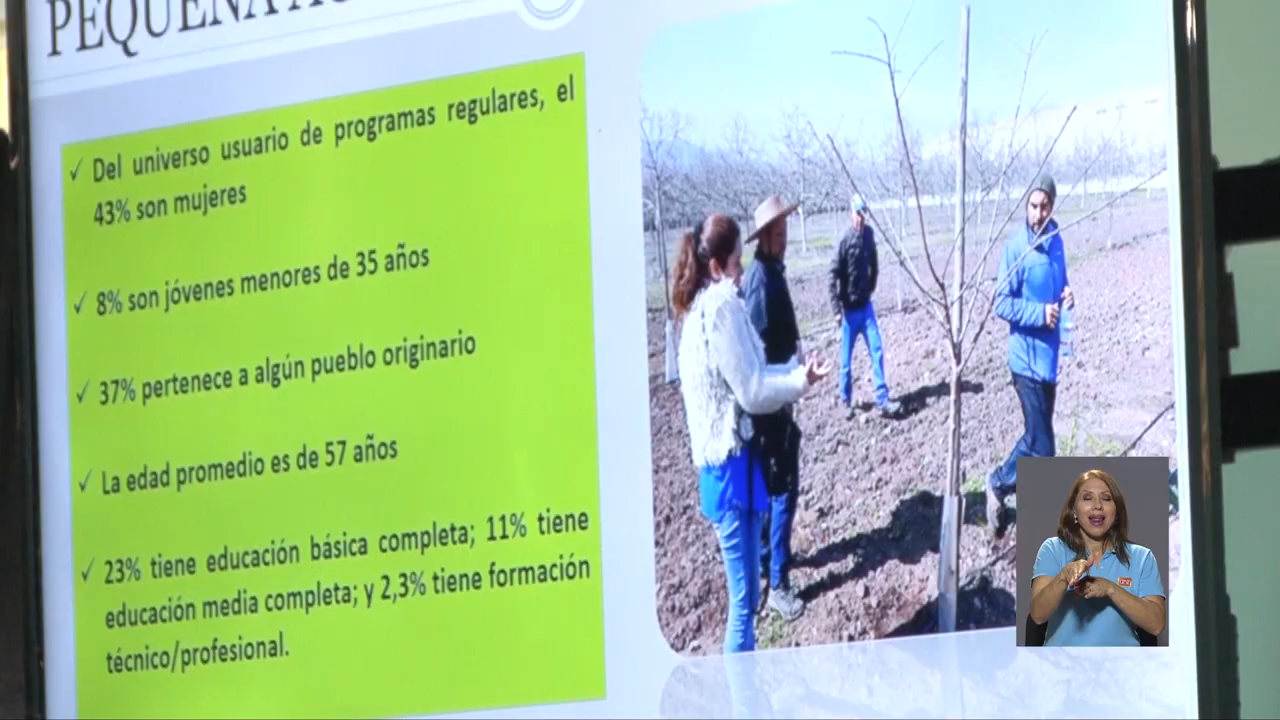 PEQUEÑA
✓ Del universo usuario de programas regulares, el
43% son mujeres
✓ 8% son jóvenes menores de 35 años
✓ 37% pertenece a algún pueblo originario
✓ La edad promedio es de 57 años
✓ 23% tiene educación básica completa; 11% tiene
educación media completa; y 2,3% tiene formación
técnico/profesional.